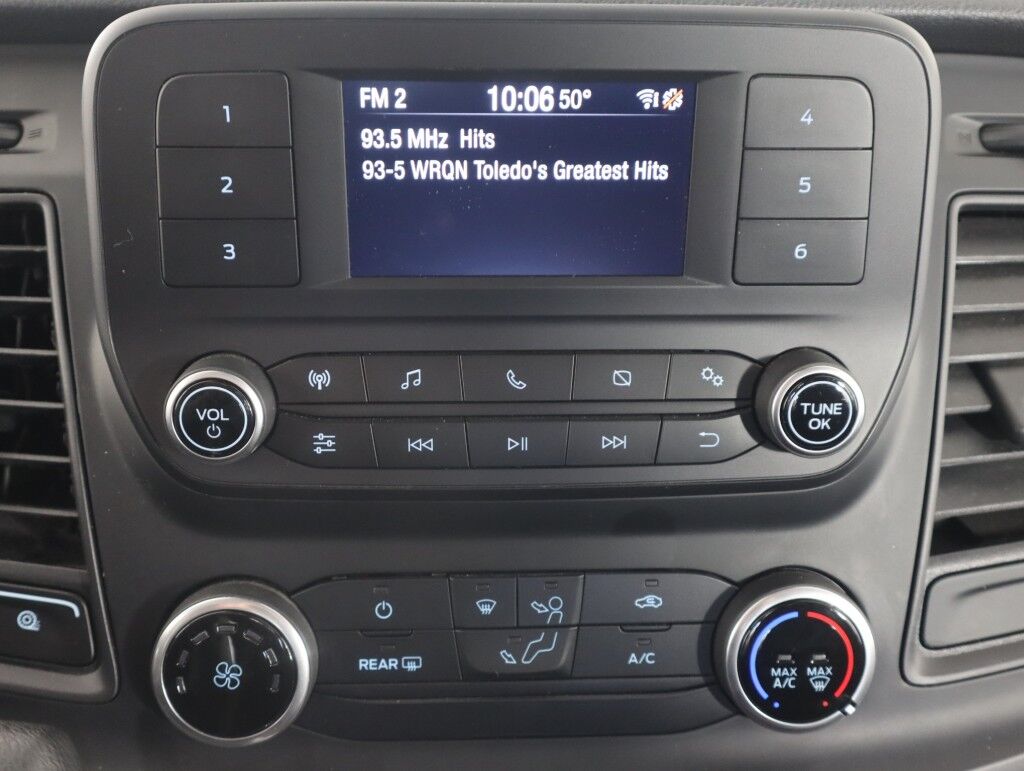 FM 2 10:06 50°
93.5 MHz Hits
93-5 WRQN Toledo's Greatest Hits
1
2
3
4
5
6
VOL
TUNE
OK
REAR
A/C
MAX
A/C
MAX